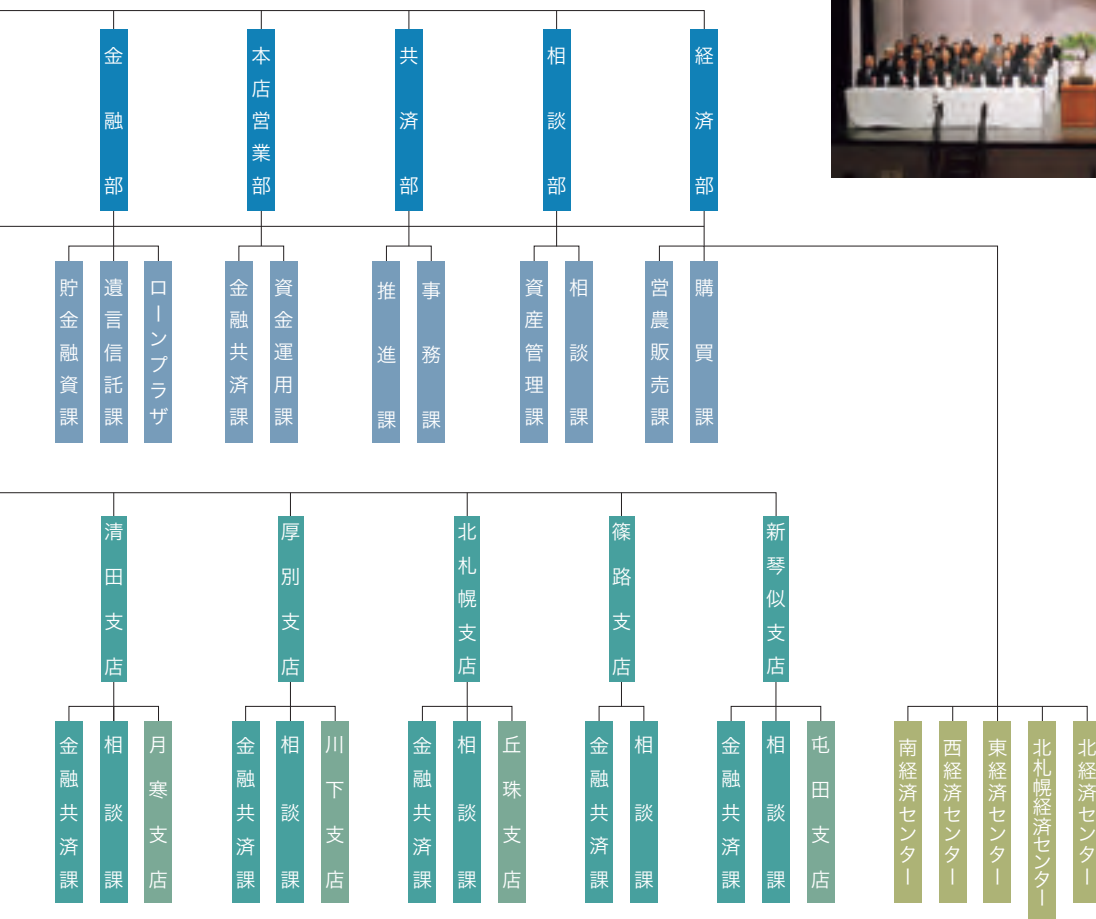 金融部
本店営業部
共済部
相談部
経済部
貯金融資課
遺言信託課
ローンプラザ
金融共済課
資金運用課
推進課
事務課
資産管理課
相談課
営農販売課
購買課
清田支店
厚別支店
北札幌支店
篠路支店
新琴似支店
金融共済課
相談課
月寒支店
金融共済課
相談課
川下支店
金融共済課
相談課
丘珠支店
金融共済課
相談課
金融共済課
相談課
屯田支店
南経済センター
西経済センター
東経済センター
北札幌経済センター
北経済センター